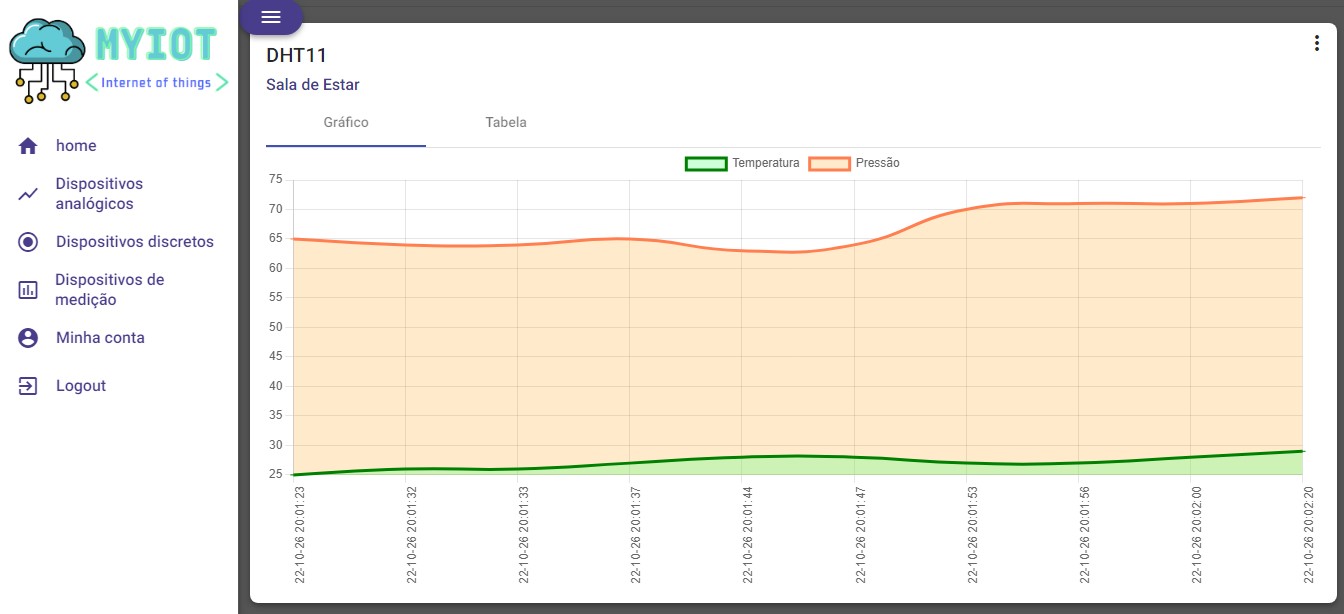 MYIOT
Internet of things
home
Dispositivos
analógicos
Dispositivos discretos
Dispositivos de
medição
Minha conta
Logout
DHT11
Sala de Estar
Gráfico Tabela
Temperatura Pressão
75
70
65
60
55
50
45
40
35
30
25
22-10-26 20:01:23
22-10-26 20:01:32
22-10-26 20:01:33
22-10-26 20:01:37
22-10-26 20:01:44
22-10-26 20:01:47
22-10-26 20:01:53
22-10-26 20:01:56
22-10-26 20:02:00
22-10-26 20:02:20